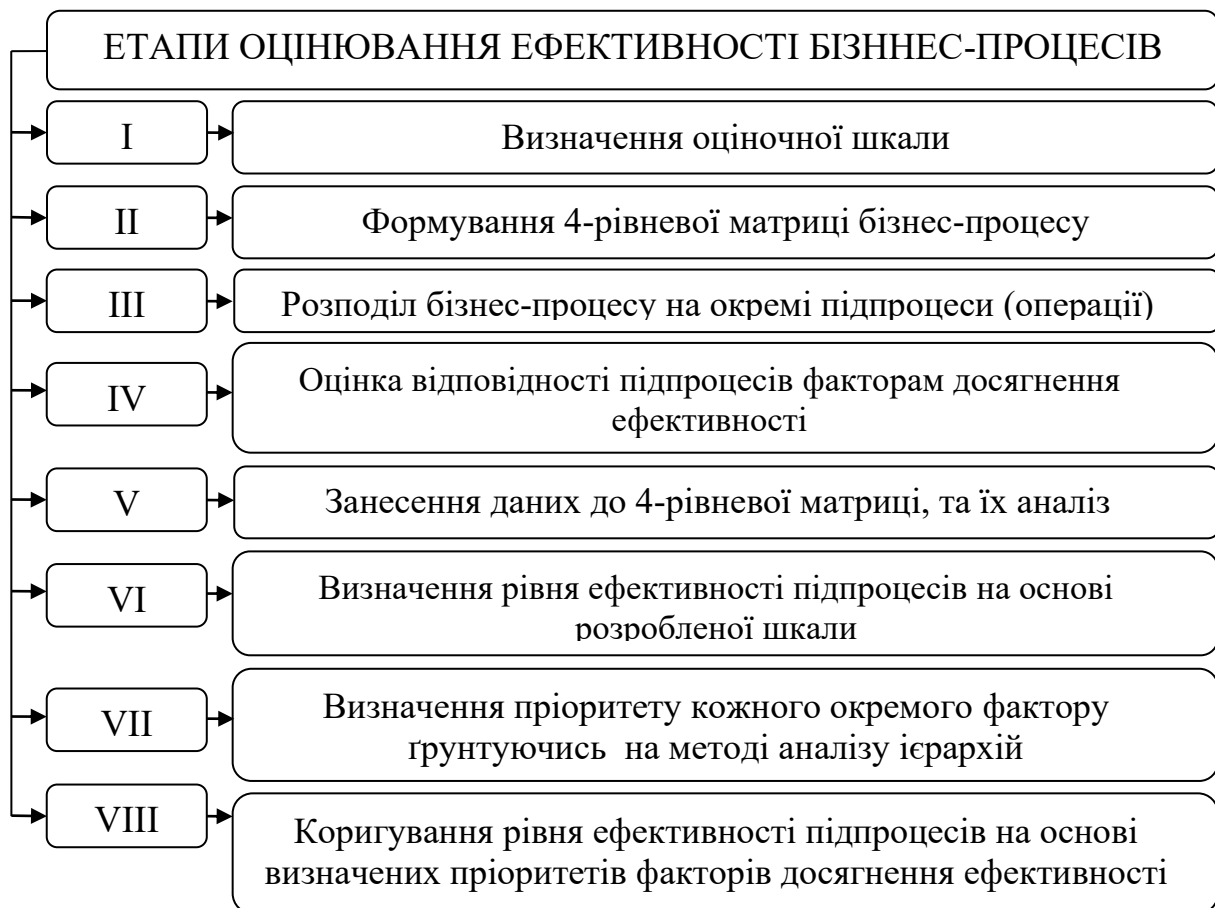 ЕТАПИ ОЦІНЮВАННЯ ЕФЕКТИВНОСТІ БІЗННЕС-ПРОЦЕСІВ
I
Визначення оціночної шкали
II
Формування 4-рівневої матриці бізнес-процесу
III
Розподіл бізнес-процесу на окремі підпроцеси (операції)
IV
Оцінка відповідності підпроцесів факторам досягнення
ефективності
V
Занесення даних до 4-рівневої матриці, та їх аналіз
VI
Визначення рівня ефективності підпроцесів на основі
розробленої шкали
VII
Визначення пріоритету кожного окремого фактору
ґрунтуючись на методі аналізу ієрархій
VIII
Коригування рівня ефективності підпроцесів на основі
визначених пріоритетів факторів досягнення ефективності